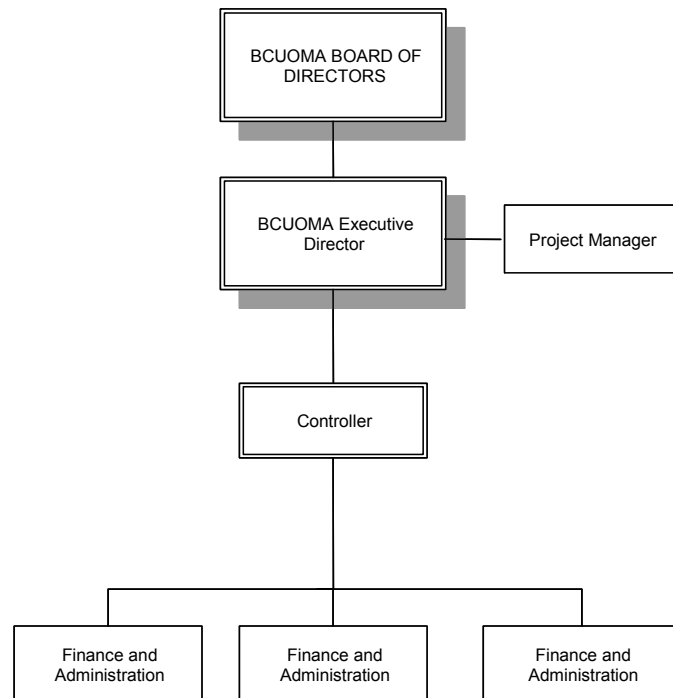 BCUOMA BOARD OF
DIRECTORS
BCUOMA Executive
Director
Project Manager
Controller
Finance and
Administration
Finance and
Administration
Finance and
Administration